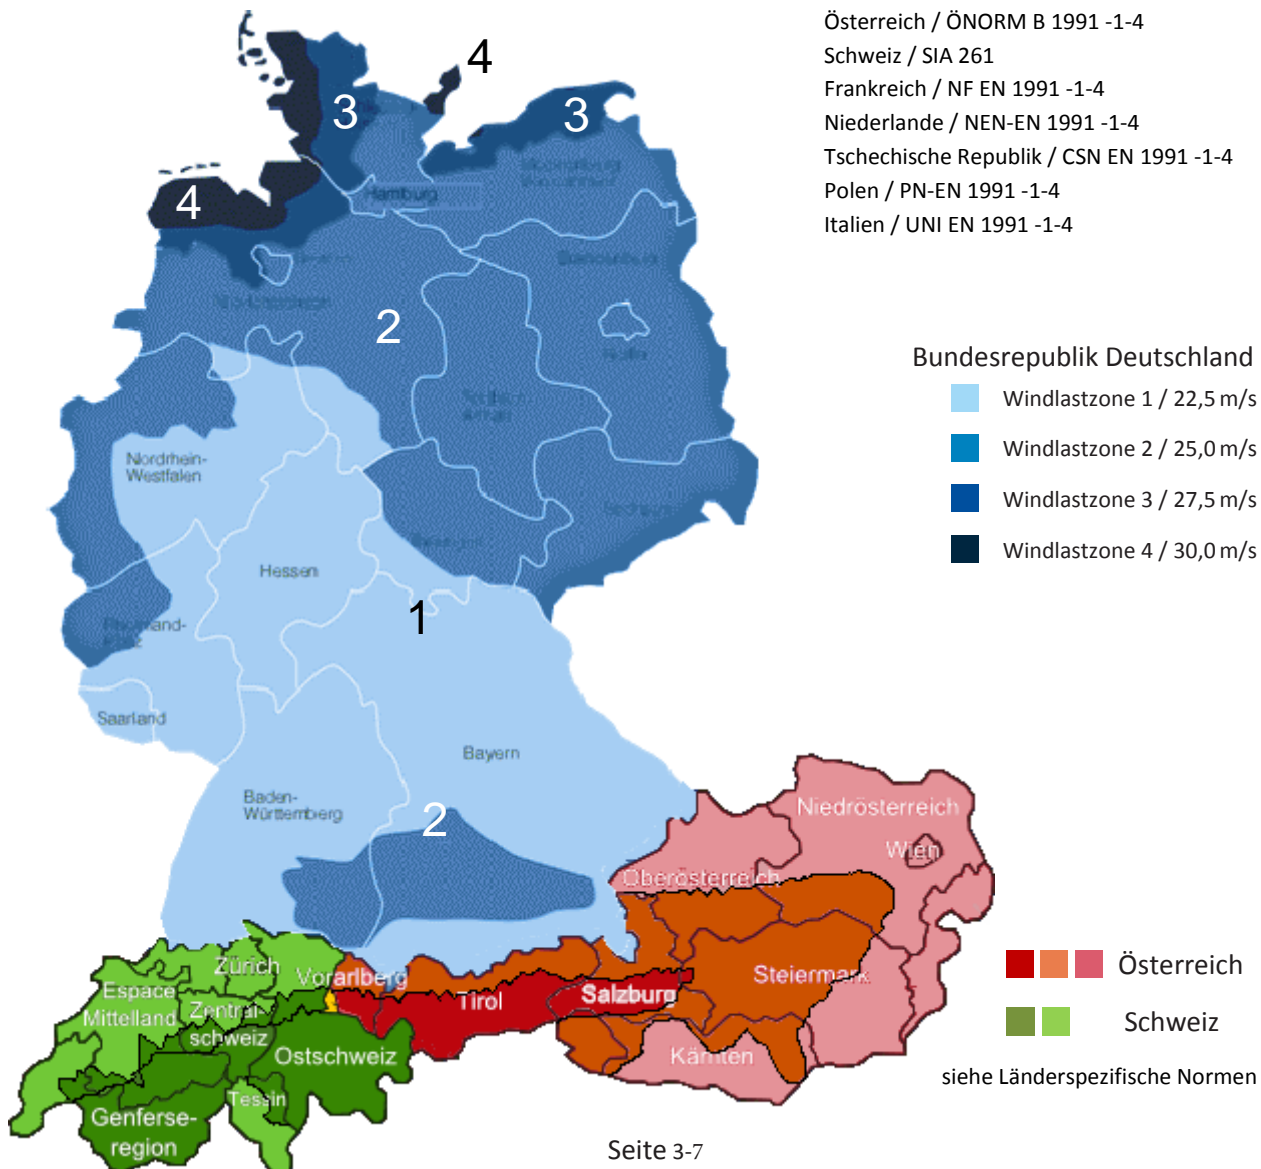 Österreich / ÖNORM B 1991 -1-4
Schweiz / SIA 261
Frankreich / NF EN 1991 -1-4
Niederlande / NEN-EN 1991 -1-4
Tschechische Republik / CSN EN 1991 -1-4
Polen / PN-EN 1991 -1-4
Italien / UNI EN 1991 -1-4
4
3
3
4
Hamburg
2
Bundesrepublik Deutschland
Windlastzone 1 / 22,5 m/s
Windlastzone 2 / 25,0 m/s
Windlastzone 3 / 27,5 m/s
Windlastzone 4 / 30,0 m/s
Nordrhein-
Westfalen
Hessen
1
Saarland
Bayern
Baden-
Württemberg
2
Niedrösterreich
Wien
Oberösterreich
Zürich
Vorarlberg
Espace
Mittelland
Zentral-
schweiz
Tirol
Salzburg
Steiermark
Ostschweiz
Kärnten
Tessin
Genferse-
region
Österreich
Schweiz
siehe Länderspezifische Normen
Seite 3-7